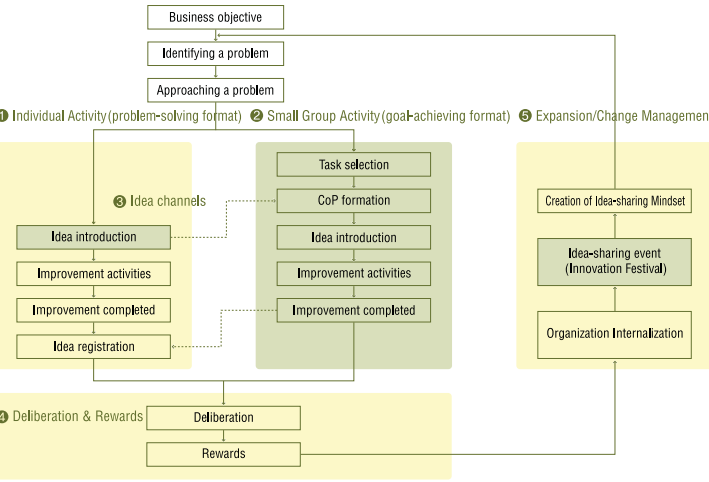 Business objective
Identifying a problem
Approaching a problem
❶ Individual Activity (problem-solving format)
❷ Small Group Activity (goal-achieving format)
❺ Expansion/Change Management
Task selection
❸ Idea channels
CoP formation
Creation of Idea-sharing Mindset
Idea introduction
Idea introduction
Idea-sharing event
(Innovation Festival)
Improvement activities
Improvement activities
Improvement completed
Improvement completed
Organization Internalization
Idea registration
❹ Deliberation & Rewards
Deliberation
Rewards